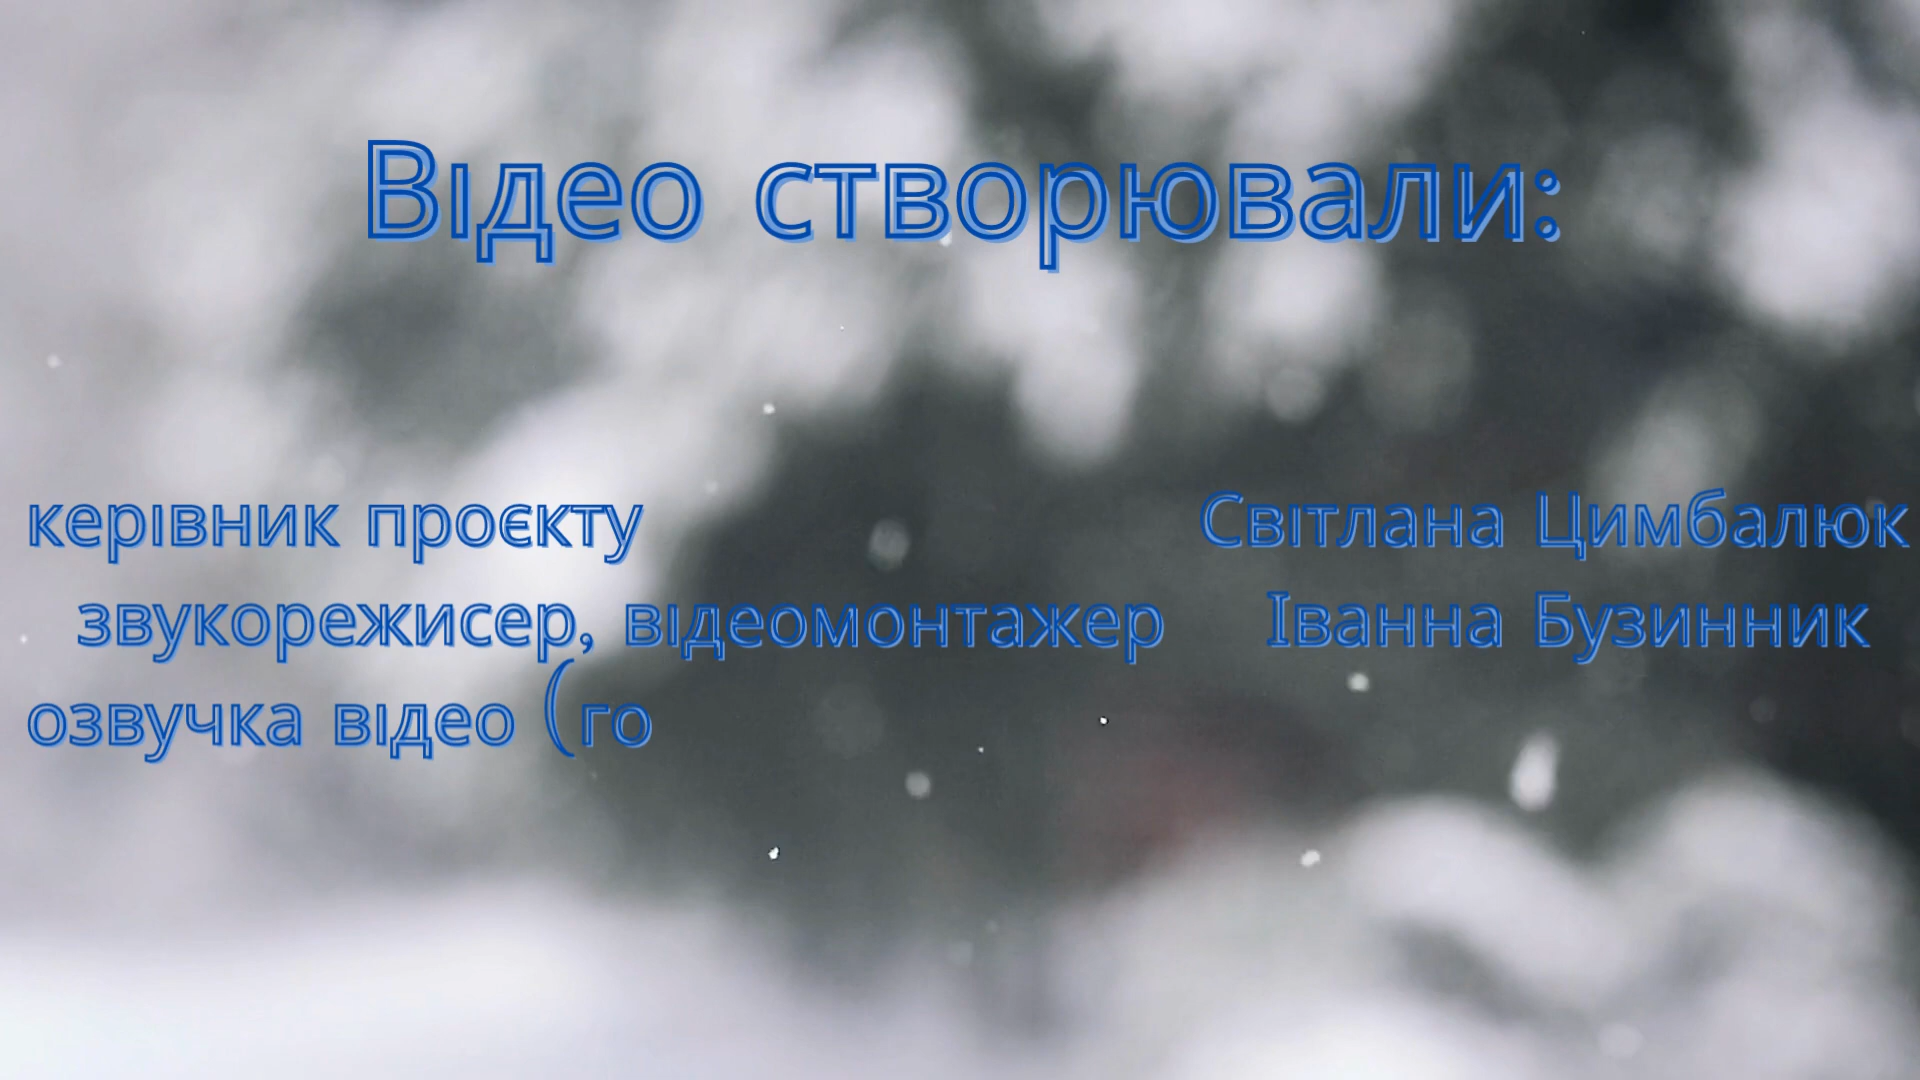 Відео створювали:
керівник проєкту Світлана Цимбалюк
звукорежисер, відеомонтажер Іванна Бузинник
озвучка відео (го